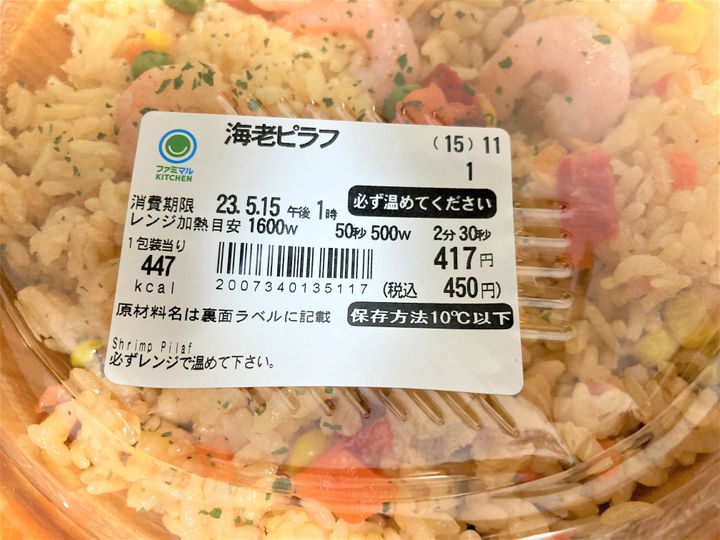 海老ピラフ
(15) 11
1
ファミマル
KITCHEN
消費期限 23. 5.15 午後 1時
必ず温めてください
レンジ加熱目安 1600w 50秒 500w 2分 30秒
1包装当り
447
kcal
2007340135117
417円
(税込 450円)
原材料名は裏面ラベルに記載
保存方法10℃以下
Shrimp Pilaf
必ずレンジで温めて下さい。